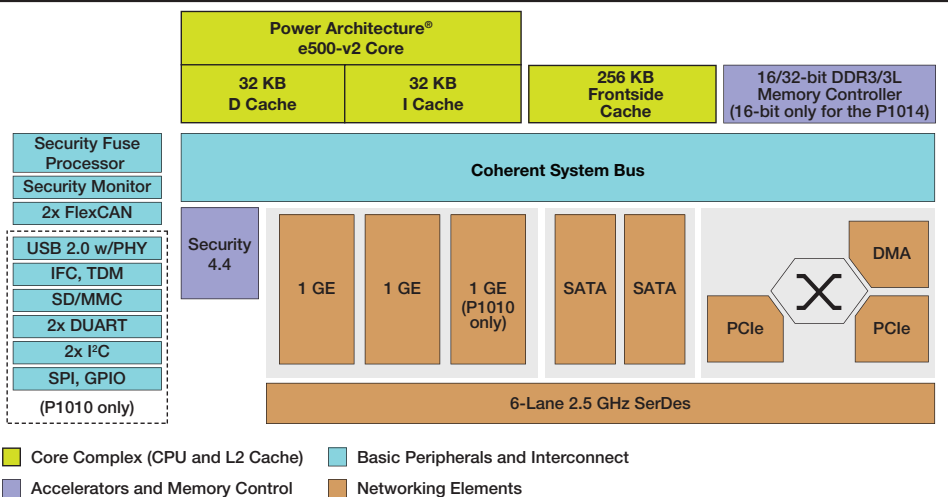 Power Architecture®
e500-v2 Core
32 KB
D Cache
32 KB
I Cache
256 KB
Frontside
Cache
16/32-bit DDR3/3L
Memory Controller
(16-bit only for the P1014)
Security Fuse
Processor
Security Monitor
2x FlexCAN
USB 2.0 w/PHY
IFC, TDM
SD/MMC
2x DUART
2x I²C
SPI, GPIO
(P1010 only)
Coherent System Bus
Security
4.4
1 GE
1 GE
1 GE
(P1010
only)
SATA
SATA
DMA
PCIe
PCIe
6-Lane 2.5 GHz SerDes
Core Complex (CPU and L2 Cache)
Basic Peripherals and Interconnect
Accelerators and Memory Control
Networking Elements